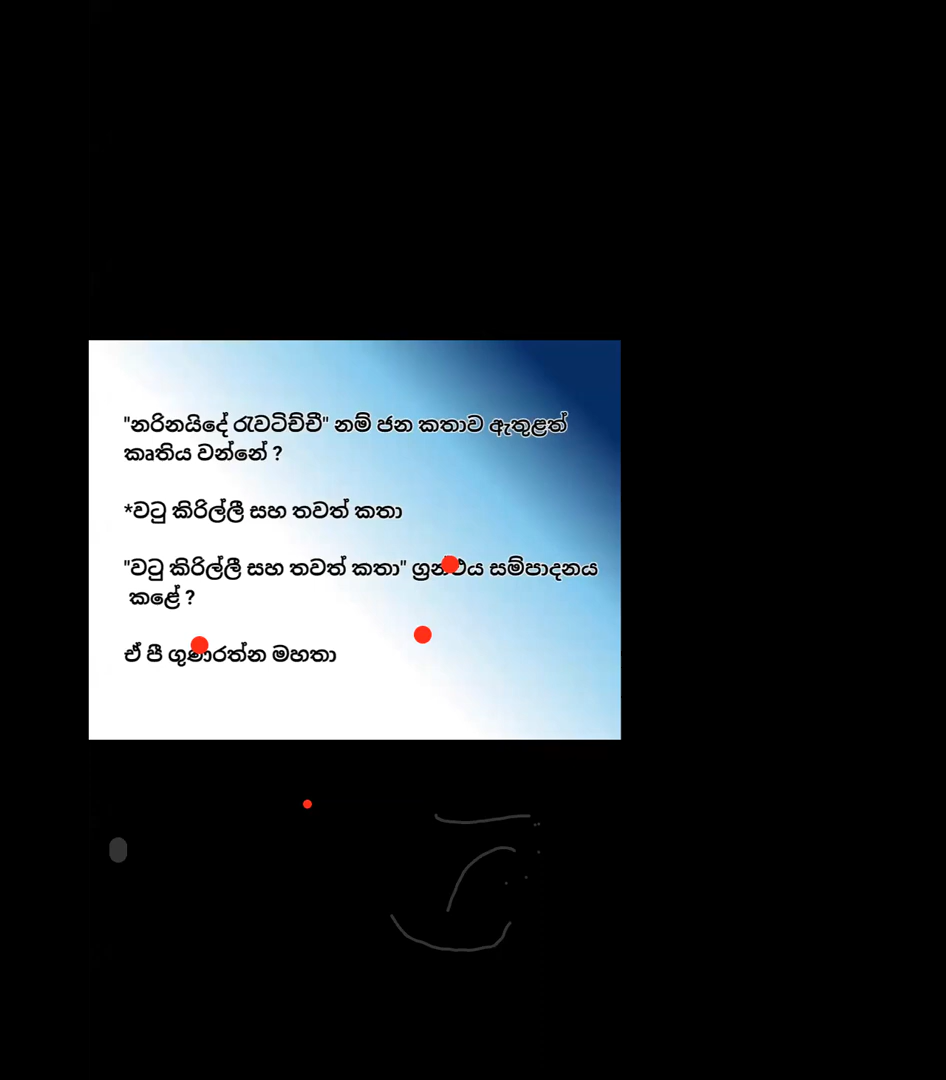 "නරිනයිදේ රැවටිච්චී" නම් ජන කතාව ඇතුළත්
කෘතිය වන්නේ ?
*වටු කිරිල්ලී සහ තවත් කතා
"වටු කිරිල්ලී සහ තවත් කතා" ග්‍රන්ථය සම්පාදනය
කළේ ?
ඒ පී ගුණරත්න මහතා